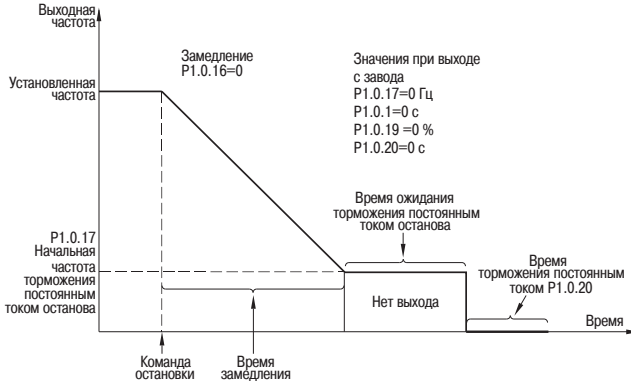 Выходная
частота
Замедление
P1.0.16=0
Значения при выходе
с завода
P1.0.17=0 Гц
P1.0.1=0 с
P1.0.19 =0 %
P1.0.20=0 с
Установленная
частота
Время ожидания
торможения постоянным
током останова
P1.0.17
Начальная
частота
торможения
постоянным
током останова
Время
торможения постоянным
током P1.0.20
Нет выхода
Время
Команда
остановки
Время
замедления